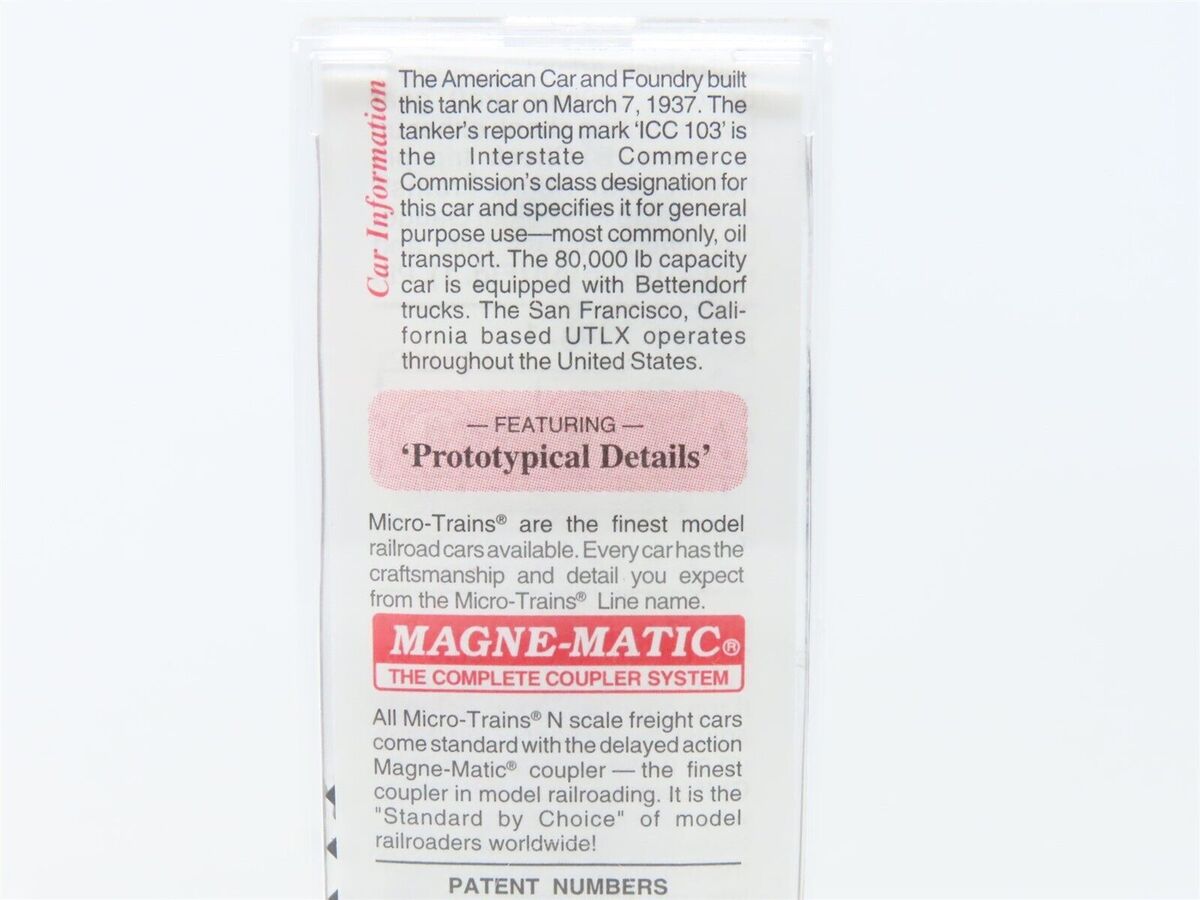 Car Information
The American Car and Foundry built
this tank car on March 7, 1937. The
tanker's reporting mark 'ICC 103' is
the Interstate Commerce
Commission's class designation for
this car and specifies it for general
purpose use—most commonly, oil
transport. The 80,000 lb capacity
car is equipped with Bettendorf
trucks. The San Francisco, Cali-
fornia based UTLX operates
throughout the United States.
— FEATURING —
'Prototypical Details'
Micro-Trains® are the finest model
railroad cars available. Every car has the
craftsmanship and detail you expect
from the Micro-Trains® Line name.
MAGNE-MATIC®
THE COMPLETE COUPLER SYSTEM
All Micro-Trains® N scale freight cars
come standard with the delayed action
Magne-Matic® coupler — the finest
coupler in model railroading. It is the
"Standard by Choice" of model
railroaders worldwide!
PATENT NUMBERS